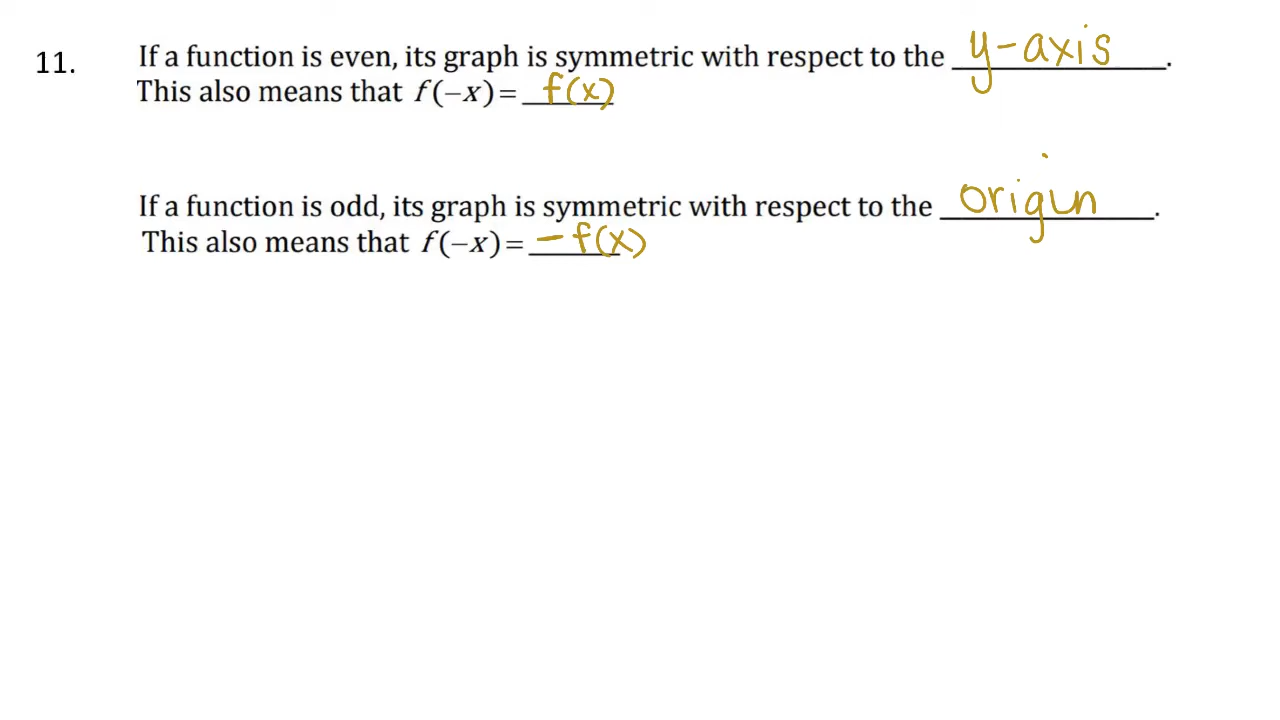 11. If a function is even, its graph is symmetric with respect to the y-axis.
This also means that f(−x) = f(x)
If a function is odd, its graph is symmetric with respect to the origin.
This also means that f(−x) = −f(x)